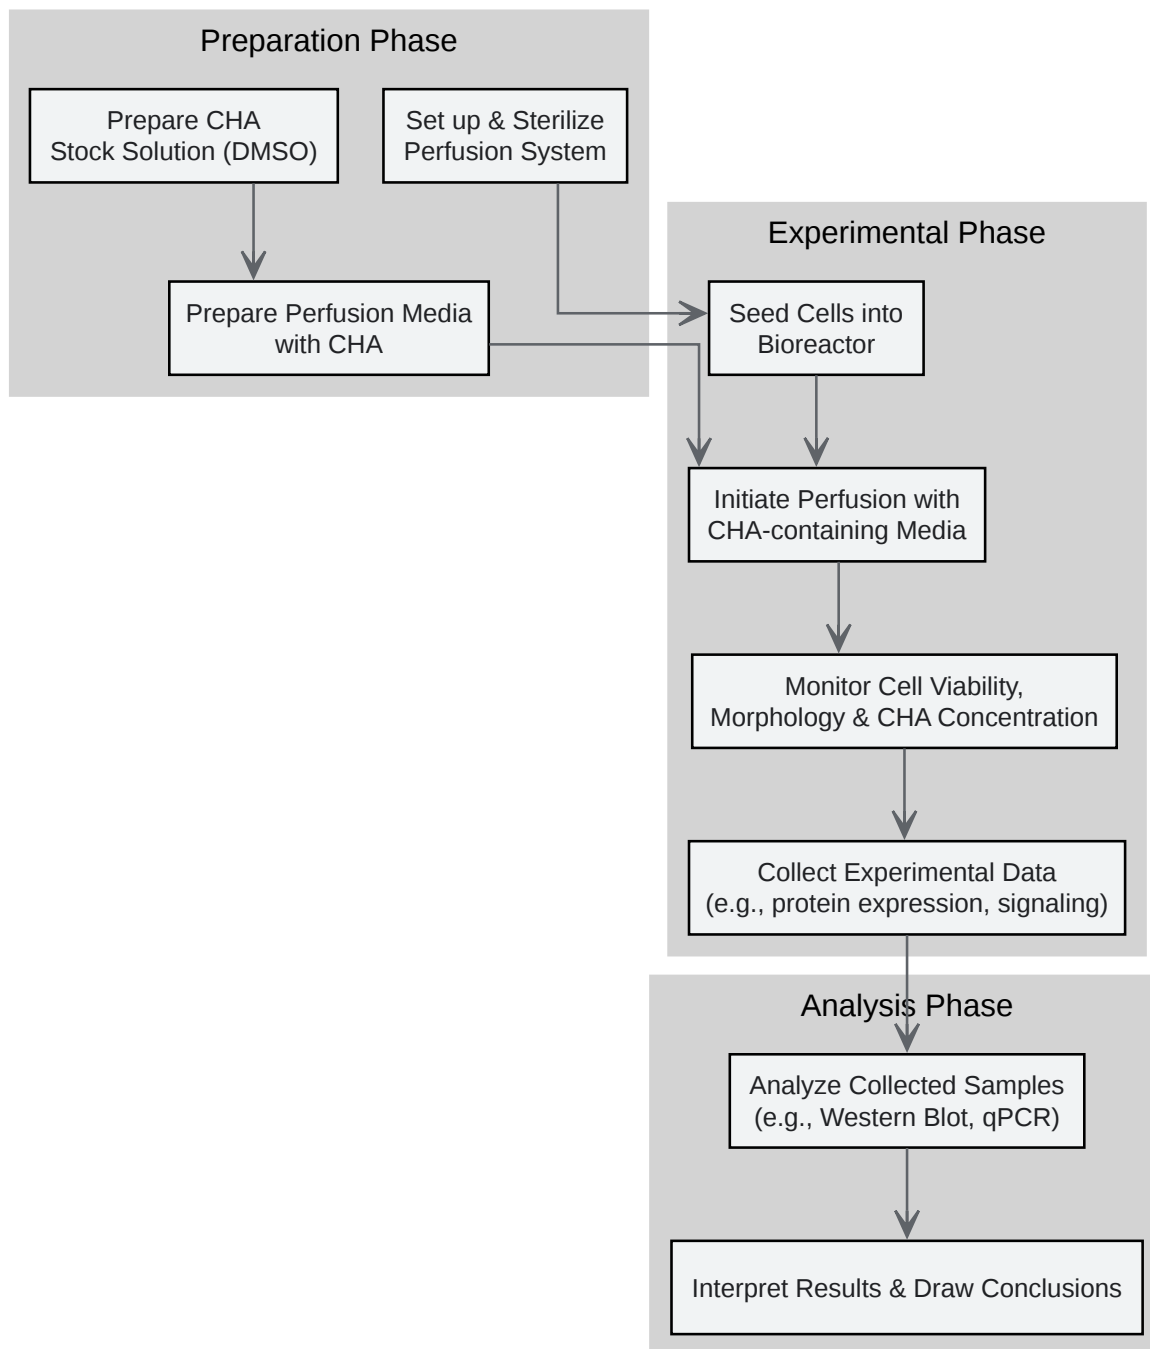 Preparation Phase
Prepare CHA
Stock Solution (DMSO)
Set up & Sterilize
Perfusion System
Prepare Perfusion Media
with CHA
Experimental Phase
Seed Cells into
Bioreactor
Initiate Perfusion with
CHA-containing Media
Monitor Cell Viability,
Morphology & CHA Concentration
Collect Experimental Data
(e.g., protein expression, signaling)
Analysis Phase
Analyze Collected Samples
(e.g., Western Blot, qPCR)
Interpret Results & Draw Conclusions